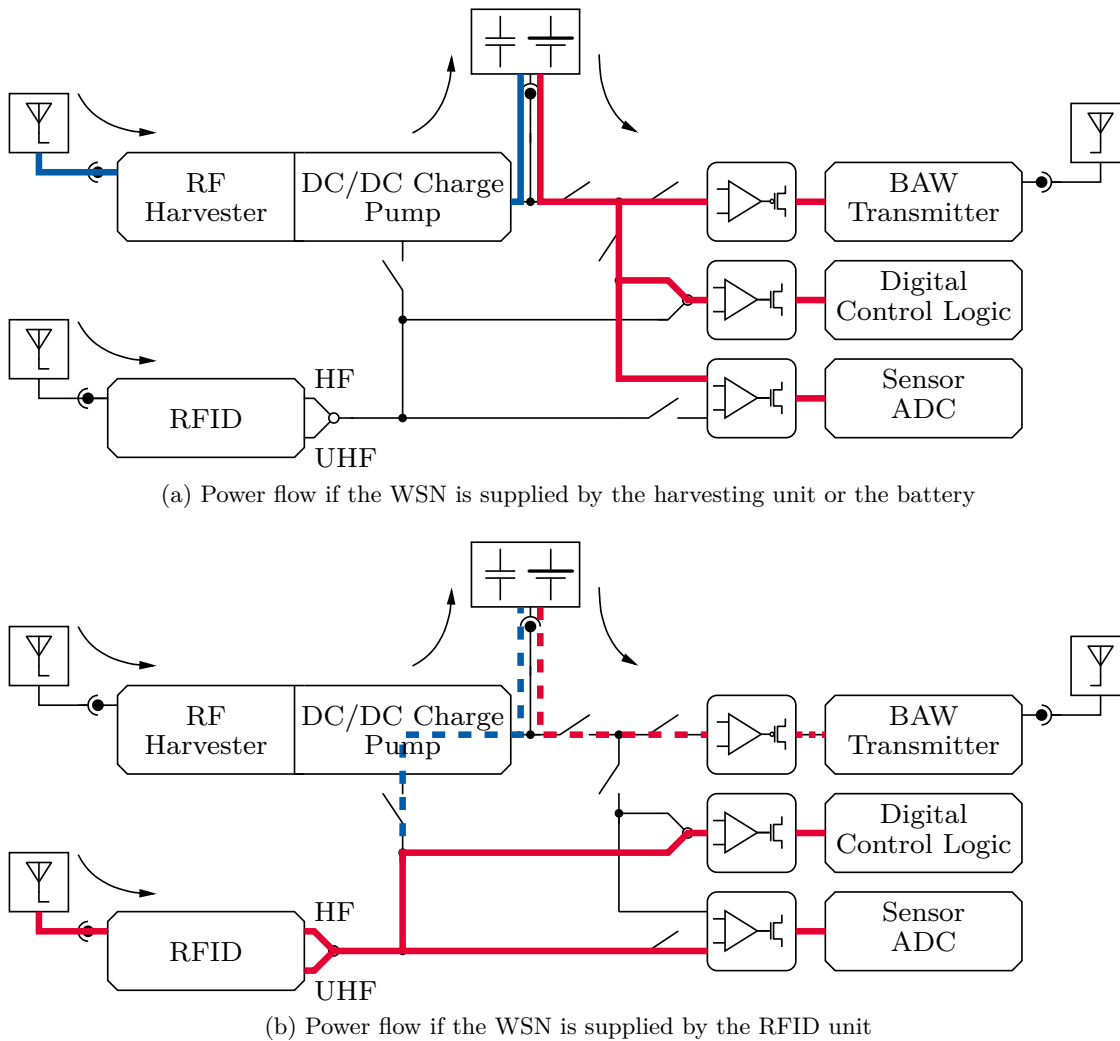 RF
Harvester
DC/DC Charge
Pump
BAW
Transmitter
Digital
Control Logic
HF
RFID
UHF
Sensor
ADC
(a) Power flow if the WSN is supplied by the harvesting unit or the battery
RF
Harvester
DC/DC Charge
Pump
BAW
Transmitter
Digital
Control Logic
HF
RFID
UHF
Sensor
ADC
(b) Power flow if the WSN is supplied by the RFID unit